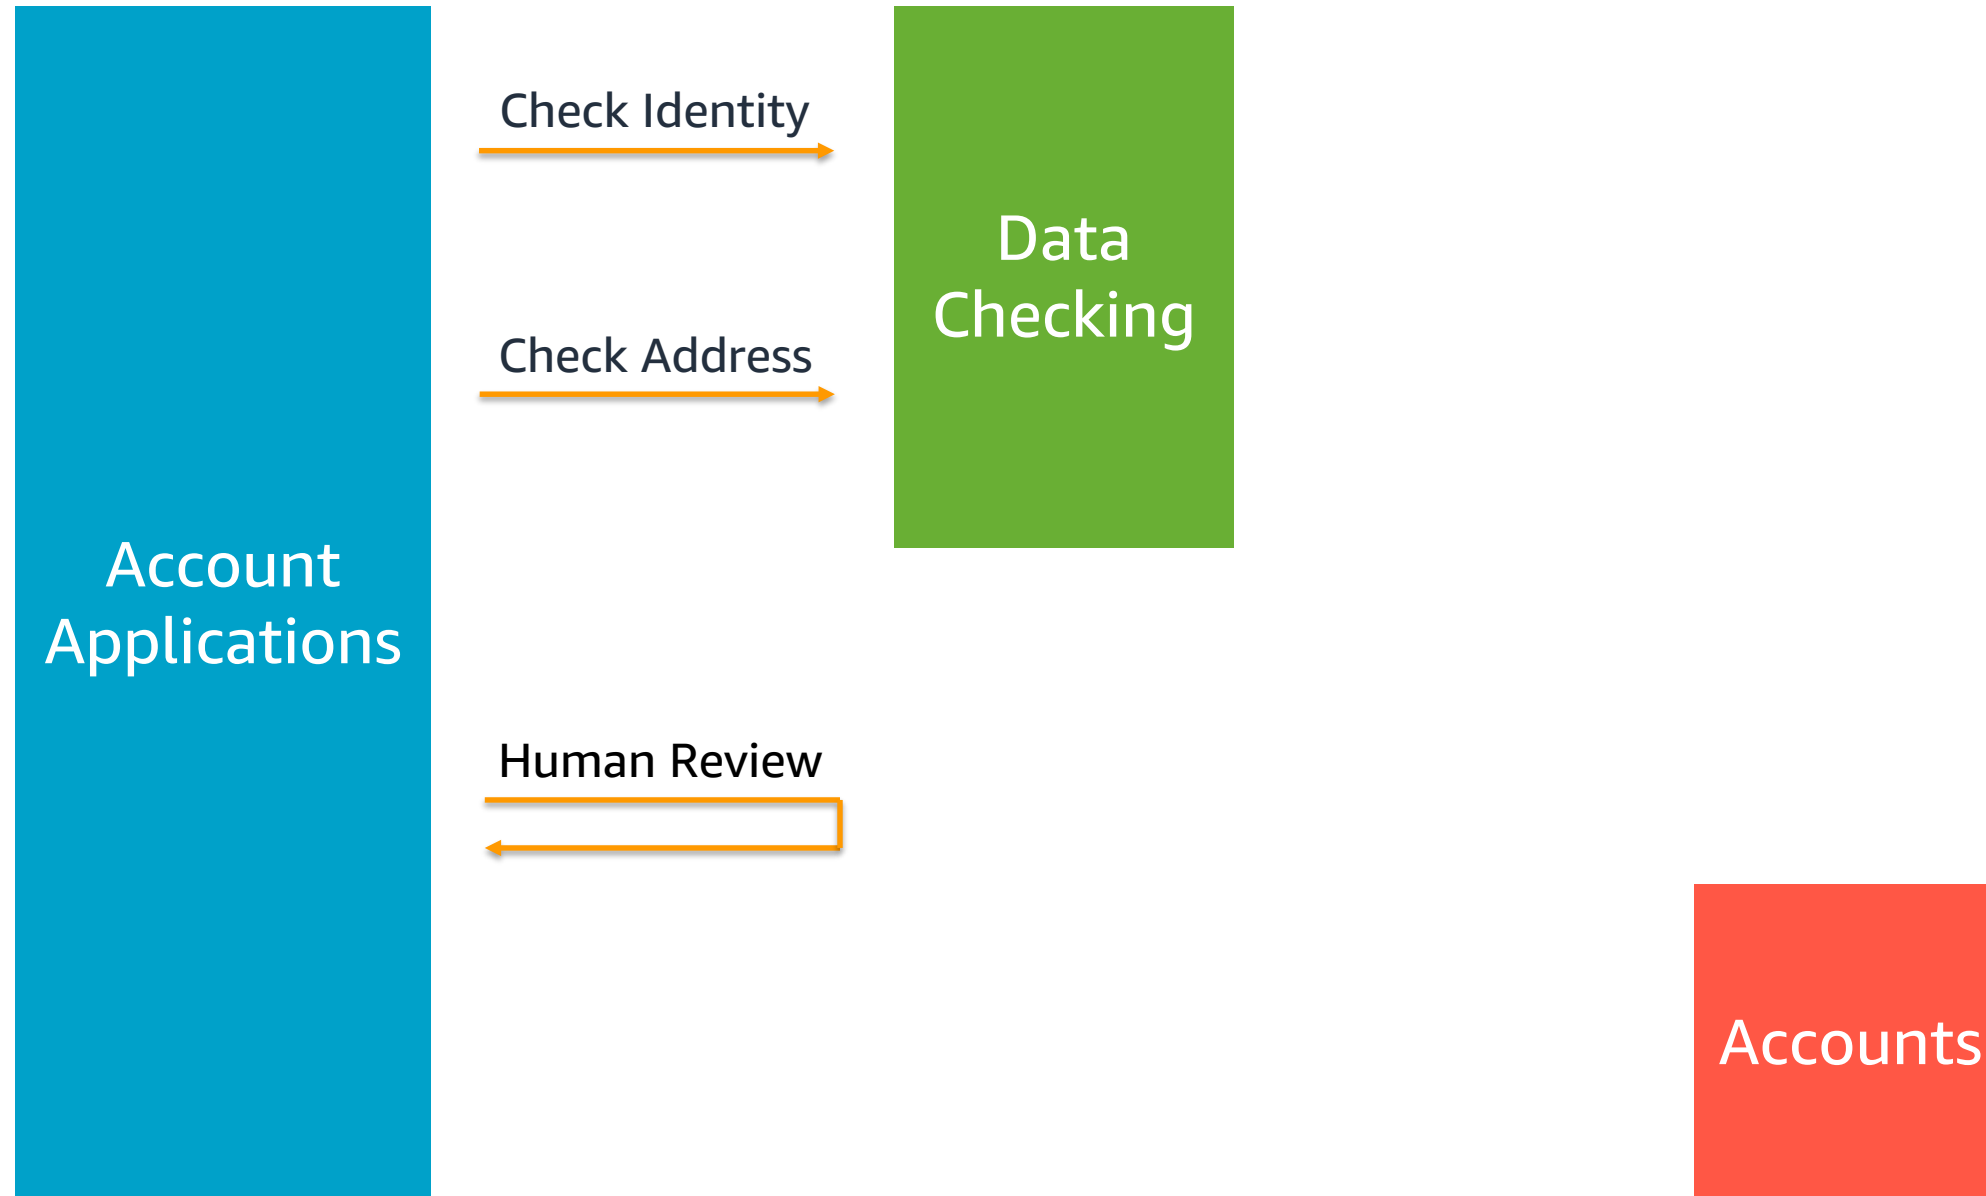 Check Identity
Data
Checking
Check Address
Account
Applications
Human Review
Accounts